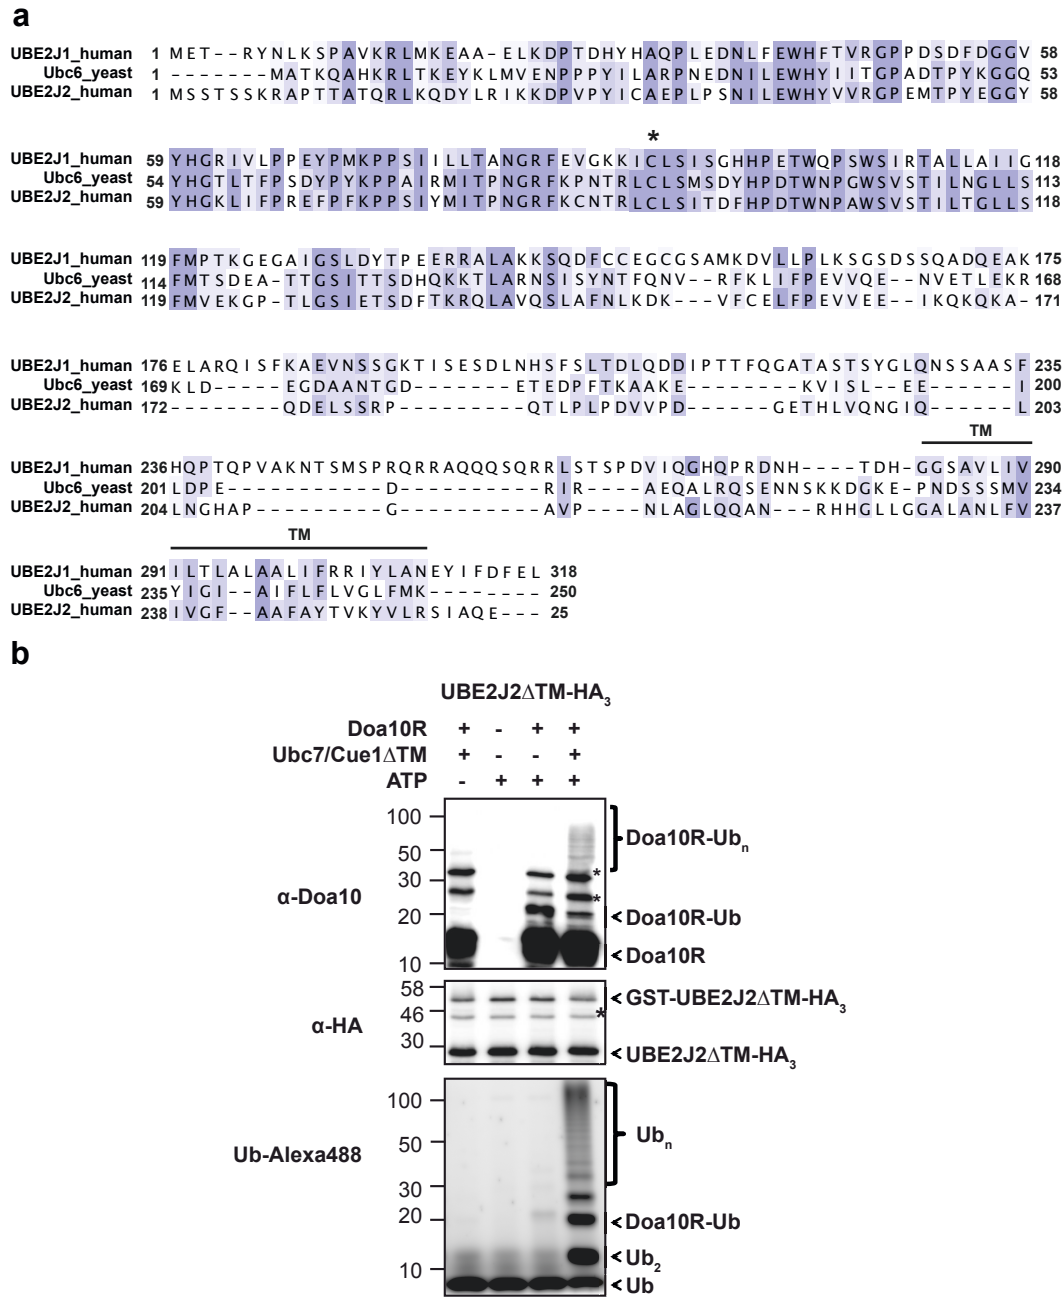 a
UBE2J1_human 1 MET--RYNLKSPAVKRLMKEAA-ELKDPTDHYHAQPLEDNLFEWHFTVRGPPDSDFDGGV 58
Ubc6_yeast 1 -------MATKQAHKRLTKEYKLMVENPPPYILARPNEDNILEWHYIITGPADTPYKGGQ 53
UBE2J2_human 1 MSSTSSKRAPTTATQRLKQDYLRIKKDPVPYICAEPLPSNILEWHYVVRGPEMTPYEGGY 58
*
UBE2J1_human 59 YHGRIVLPPEYPMKPPSIILLTANGRFEVGKKICLSISGHHPETWQPSWSIRTALLAIIG 118
Ubc6_yeast 54 YHGTLTFPSDYPYKPPAIRMITPNGRFKPNTRLCLSMSDYHPDTWNPGWSVSTILNGLLS 113
UBE2J2_human 59 YHGKLIFPREFPFKPPSIYMITPNGRFKCNTRLCLSITDFHPDTWNPAWSVSTILTGLLS 118
UBE2J1_human 119 FMPTKGEGAIGSLDYTPEERRALAKKSQDFCCEGCGSAMKDVLLPLKSGSDSSQADQEAK 175
Ubc6_yeast 114 FMTSDEA-TTGSITTSDHQKKTLARNSISYNTFQNV--RFKLIFPEVVQE--NVETLEKR 168
UBE2J2_human 119 FMVEKGP-TLGSIETSDFTKRQLAVQSLAFNLKDK---VFCELFPEVVEE--IKQKQKA- 171
UBE2J1_human 176 ELARQISFKAEVNSSGKTISESDLNHSFSLTDLQDDIPTTFQGATASTSYGLQNSSAASF 235
Ubc6_yeast 169 KLD-----EGDAANTGD--------ETEDPFTKAAKE-------KVISL--EE------I 200
UBE2J2_human 172 --------QDELSSRP---------QTLPLPDVVPD-------GETHLVQNGIQ------L 203
TM
UBE2J1_human 236 HQPTQPVAKNTSMSPRQRRAQQQSQRRLSTSPDVIQGHQPRDNH----TDH-GGSAVLIV 290
Ubc6_yeast 201 LDPE----------D---------RIR----AEQALRQSENNSKKDGKE-PNDSSSMV 234
UBE2J2_human 204 LNGHAP--------G---------AVP---NLAGLQQAN---RHHGLLGGALANLFV 237
TM
UBE2J1_human 291 ILTLALAALIFRRIYLANEYIFDFEL 318
Ubc6_yeast 235 YIGI--AIFLFLVGLFMK-------- 250
UBE2J2_human 238 IVGF--AAFAYTVKYVLRSIAQE--- 25
b
UBE2J2ΔTM-HA3
Doa10R + - + +
Ubc7/Cue1ΔTM + - - +
ATP - + + +
100
50
30
20
10
α-Doa10
Doa10R-Ubn
*
*
Doa10R-Ub
Doa10R
58
46
30
α-HA
GST-UBE2J2ΔTM-HA3
*
UBE2J2ΔTM-HA3
100
50
30
20
10
Ub-Alexa488
Ubn
Doa10R-Ub
Ub2
Ub